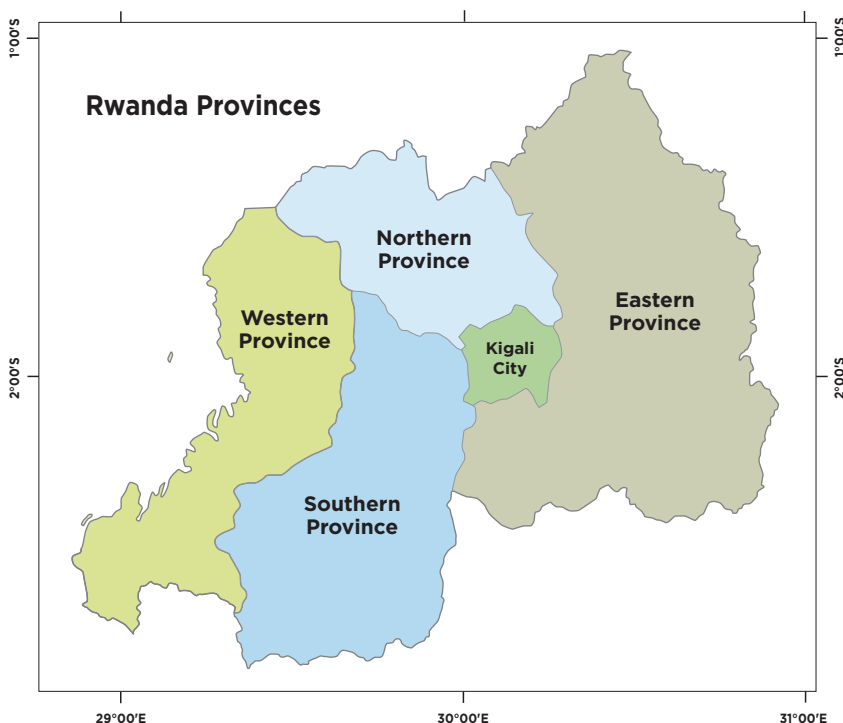 1°00'S
1°00'S
Rwanda Provinces
Northern
Province
Eastern
Province
Western
Province
Kigali
City
2°00'S
2°00'S
Southern
Province
29°00'E
30°00'E
31°00'E